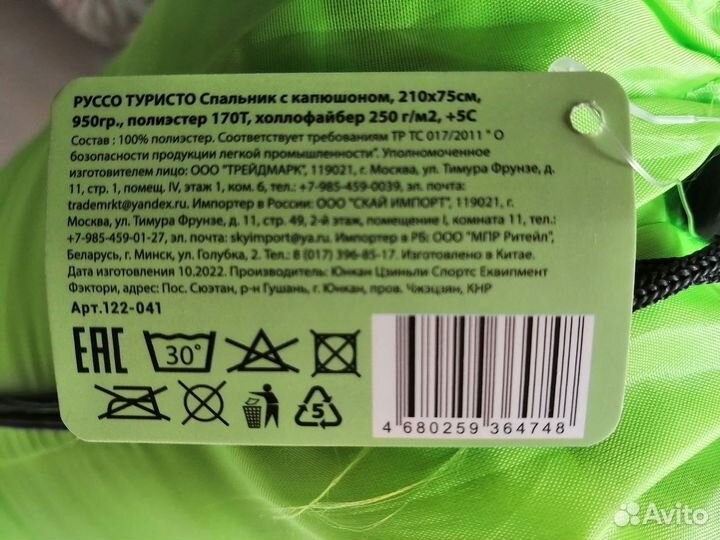 РУССО ТУРИСТО Спальник с капюшоном, 210х75см,
950гр., полиэстер 170Т, холлофайбер 250 г/м2, +5С
Состав : 100% полиэстер. Соответствует требованиям ТР ТС 017/2011 " О
безопасности продукции легкой промышленности". Уполномоченное
изготовителем лицо: ООО "ТРЕЙДМАРК", 119021, г. Москва, ул. Тимура Фрунзе, д.
11, стр. 1, помещ. IV, этаж 1, ком. 6, тел.: +7-985-459-0039, эл. почта:
trademrkt@yandex.ru. Импортер в России: ООО "СКАЙ ИМПОРТ", 119021, г.
Москва, ул. Тимура Фрунзе, д. 11, стр. 49, 2-й этаж, помещение I, комната 11, тел.:
+7-985-459-01-27, эл. почта: skyimport@ya.ru. Импортер в РБ: ООО "МПР Ритейл",
Беларусь, г. Минск, ул. Голубка, 2. Тел.: 8 (017) 396-85-17. Изготовлено в Китае.
Дата изготовления 10.2022. Производитель: Юнкан Цзиньли Спортс Еквипмент
Фэктори, адрес: Пос. Сюэтан, р-н Гушань, г. Юнкан, пров. Чжэцзян, КНР
Арт.122-041
EAC 30°
5
4 680259 364748
Avito